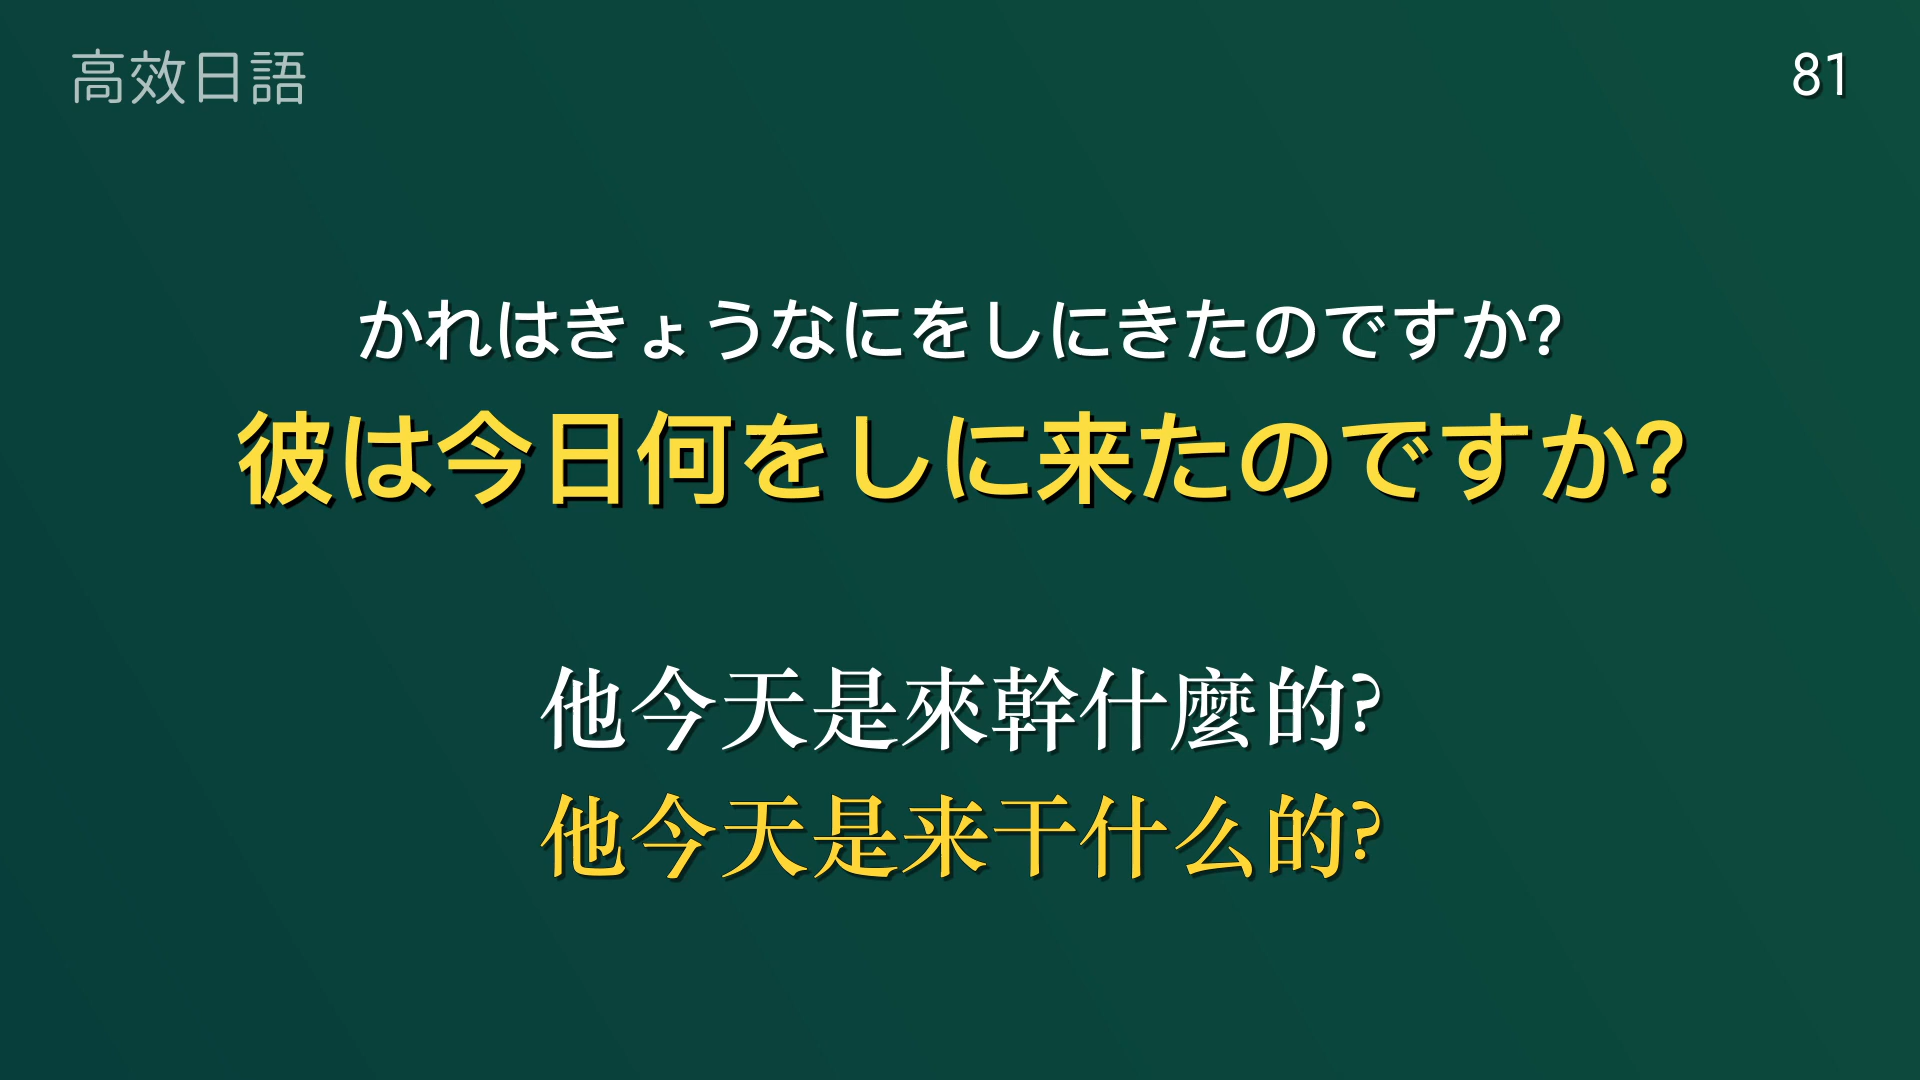 高效日語
81
かれはきょうなにをしにきたのですか?
彼は今日何をしに来たのですか?
他今天是來幹什麼的?
他今天是来干什么的?